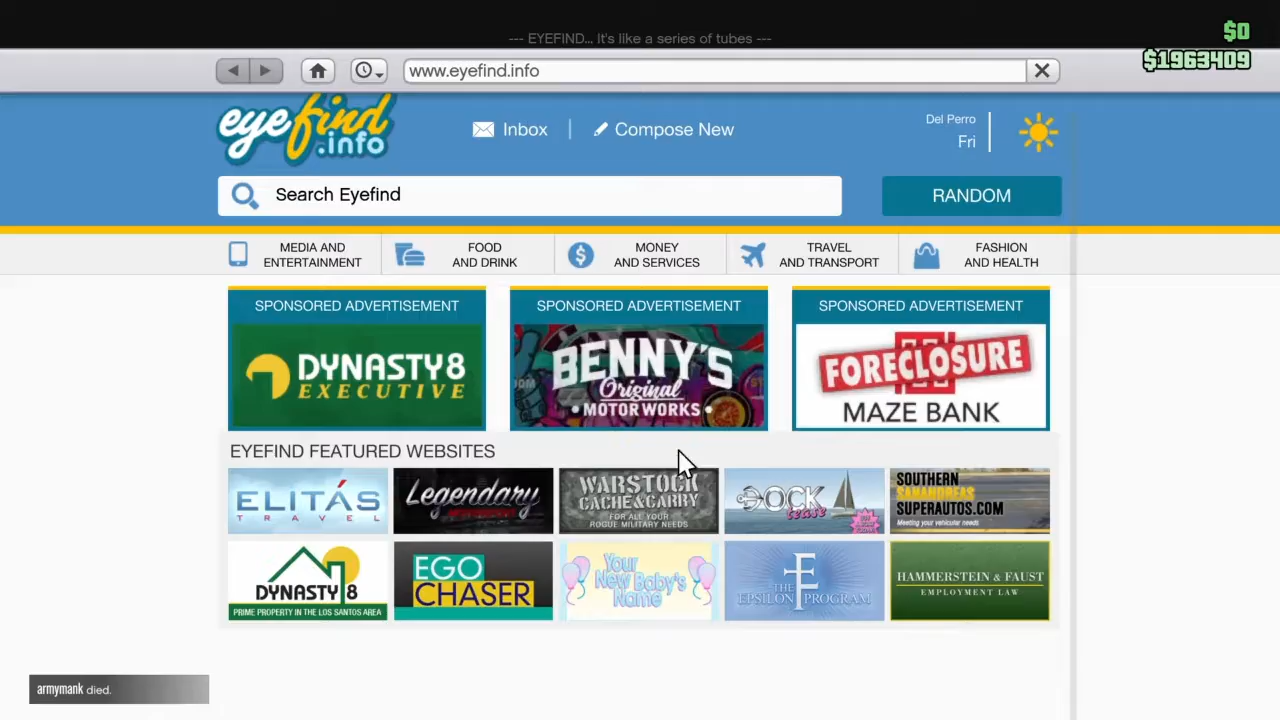 --- EYEFIND... It's like a series of tubes ---
$0
$1963409
www.eyefind.info
eyefind
.info
Inbox
Compose New
Del Perro
Fri
Search Eyefind
RANDOM
MEDIA AND
ENTERTAINMENT
FOOD
AND DRINK
MONEY
AND SERVICES
TRAVEL
AND TRANSPORT
FASHION
AND HEALTH
SPONSORED ADVERTISEMENT
DYNASTY 8
EXECUTIVE
SPONSORED ADVERTISEMENT
BENNY'S
Original
• MOTOR WORKS •
SPONSORED ADVERTISEMENT
FORECLOSURE
MAZE BANK
EYEFIND FEATURED WEBSITES
ELITÁS
TRAVEL
Legendary
WARSTOCK
CACHE & CARRY
FOR ALL YOUR
ROGUE MILITARY NEEDS
DOCK
tease
SOUTHERN
SANANDREAS
SUPERAUTOS.COM
Meeting your vehicular needs
DYNASTY 8
PRIME PROPERTY IN THE LOS SANTOS AREA
EGO
CHASER
Your
New Baby's
Name
THE
EPSILON PROGRAM
HAMMERSTEIN & FAUST
EMPLOYMENT LAW
armymank died.